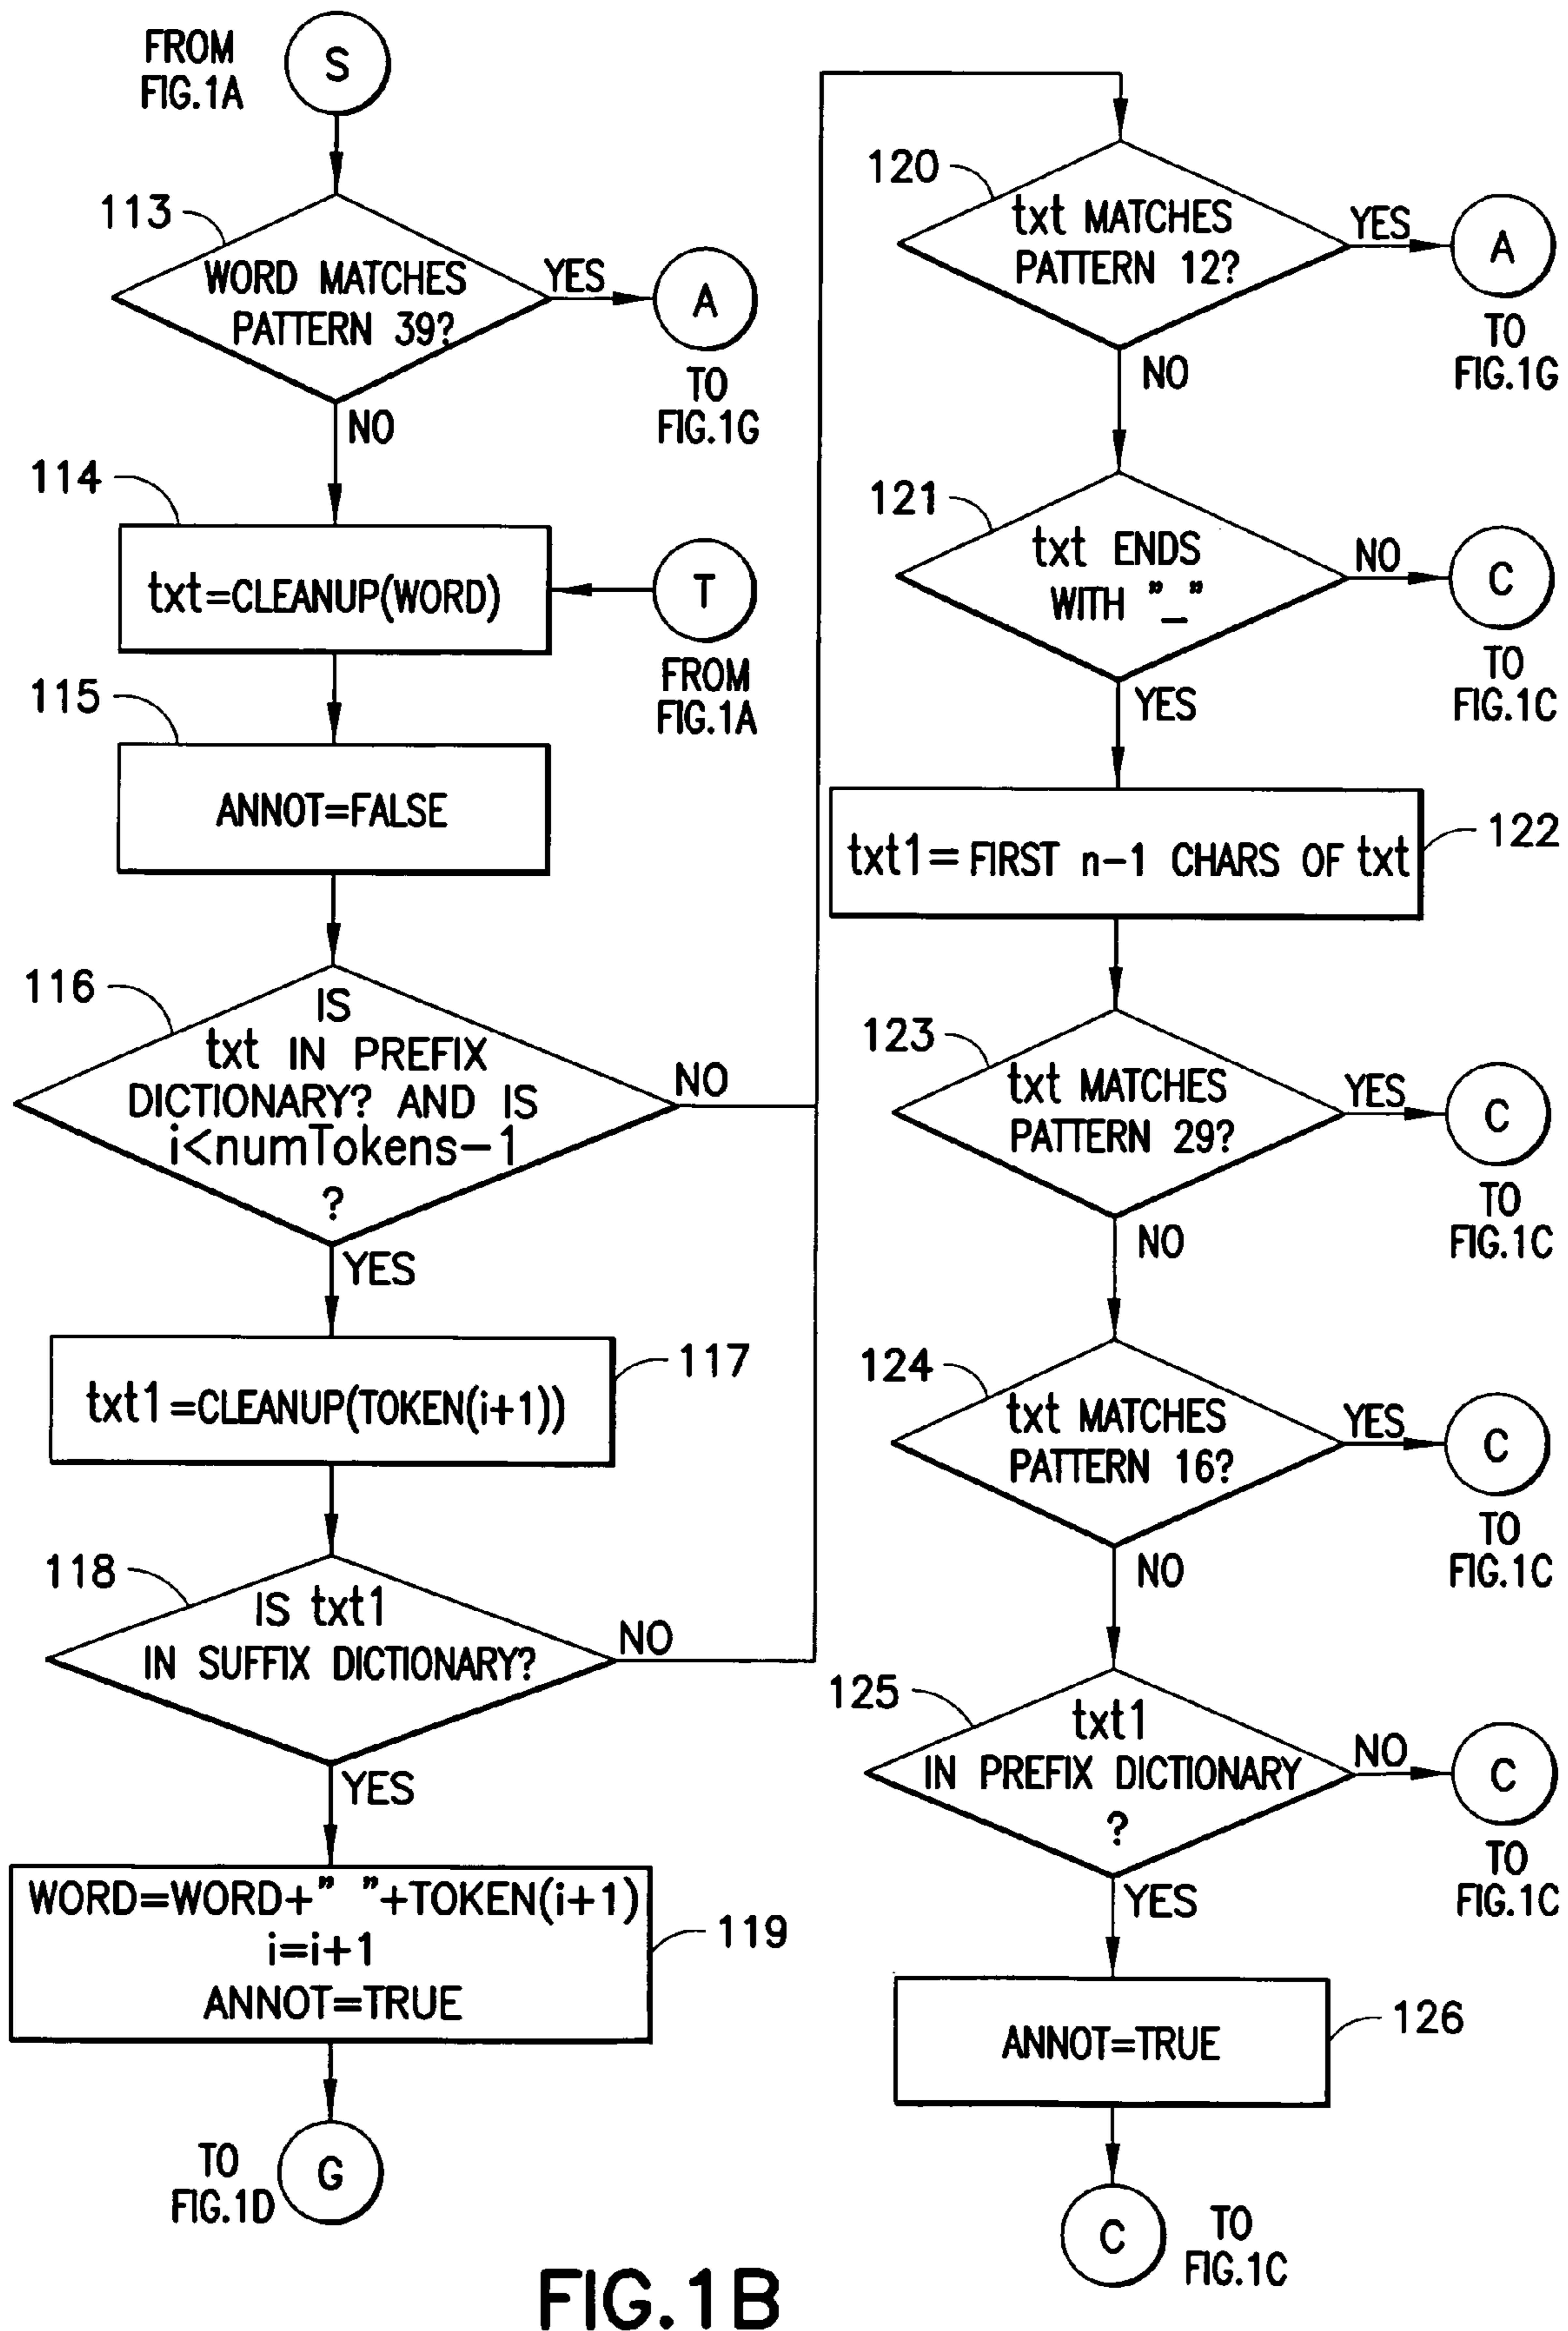 FROM
FIG.1A
S
113
WORD MATCHES
PATTERN 39?
YES
A
TO
FIG.1G
NO
114
txt=CLEANUP(WORD)
T
FROM
FIG.1A
115
ANNOT=FALSE
116
IS
txt IN PREFIX
DICTIONARY? AND IS
i<numTokens-1
?
NO
YES
117
txt1=CLEANUP(TOKEN(i+1))
118
IS txt1
IN SUFFIX DICTIONARY?
NO
YES
WORD=WORD+" "+TOKEN(i+1)
i=i+1
ANNOT=TRUE
119
TO
FIG.1D
G
120
txt MATCHES
PATTERN 12?
YES
A
TO
FIG.1G
NO
121
txt ENDS
WITH "_"
NO
C
TO
FIG.1C
YES
txt1=FIRST n-1 CHARS OF txt
122
123
txt MATCHES
PATTERN 29?
YES
C
TO
FIG.1C
NO
124
txt MATCHES
PATTERN 16?
YES
C
TO
FIG.1C
NO
125
txt1
IN PREFIX DICTIONARY
?
NO
C
TO
FIG.1C
YES
ANNOT=TRUE
126
C
TO
FIG.1C
FIG.1B